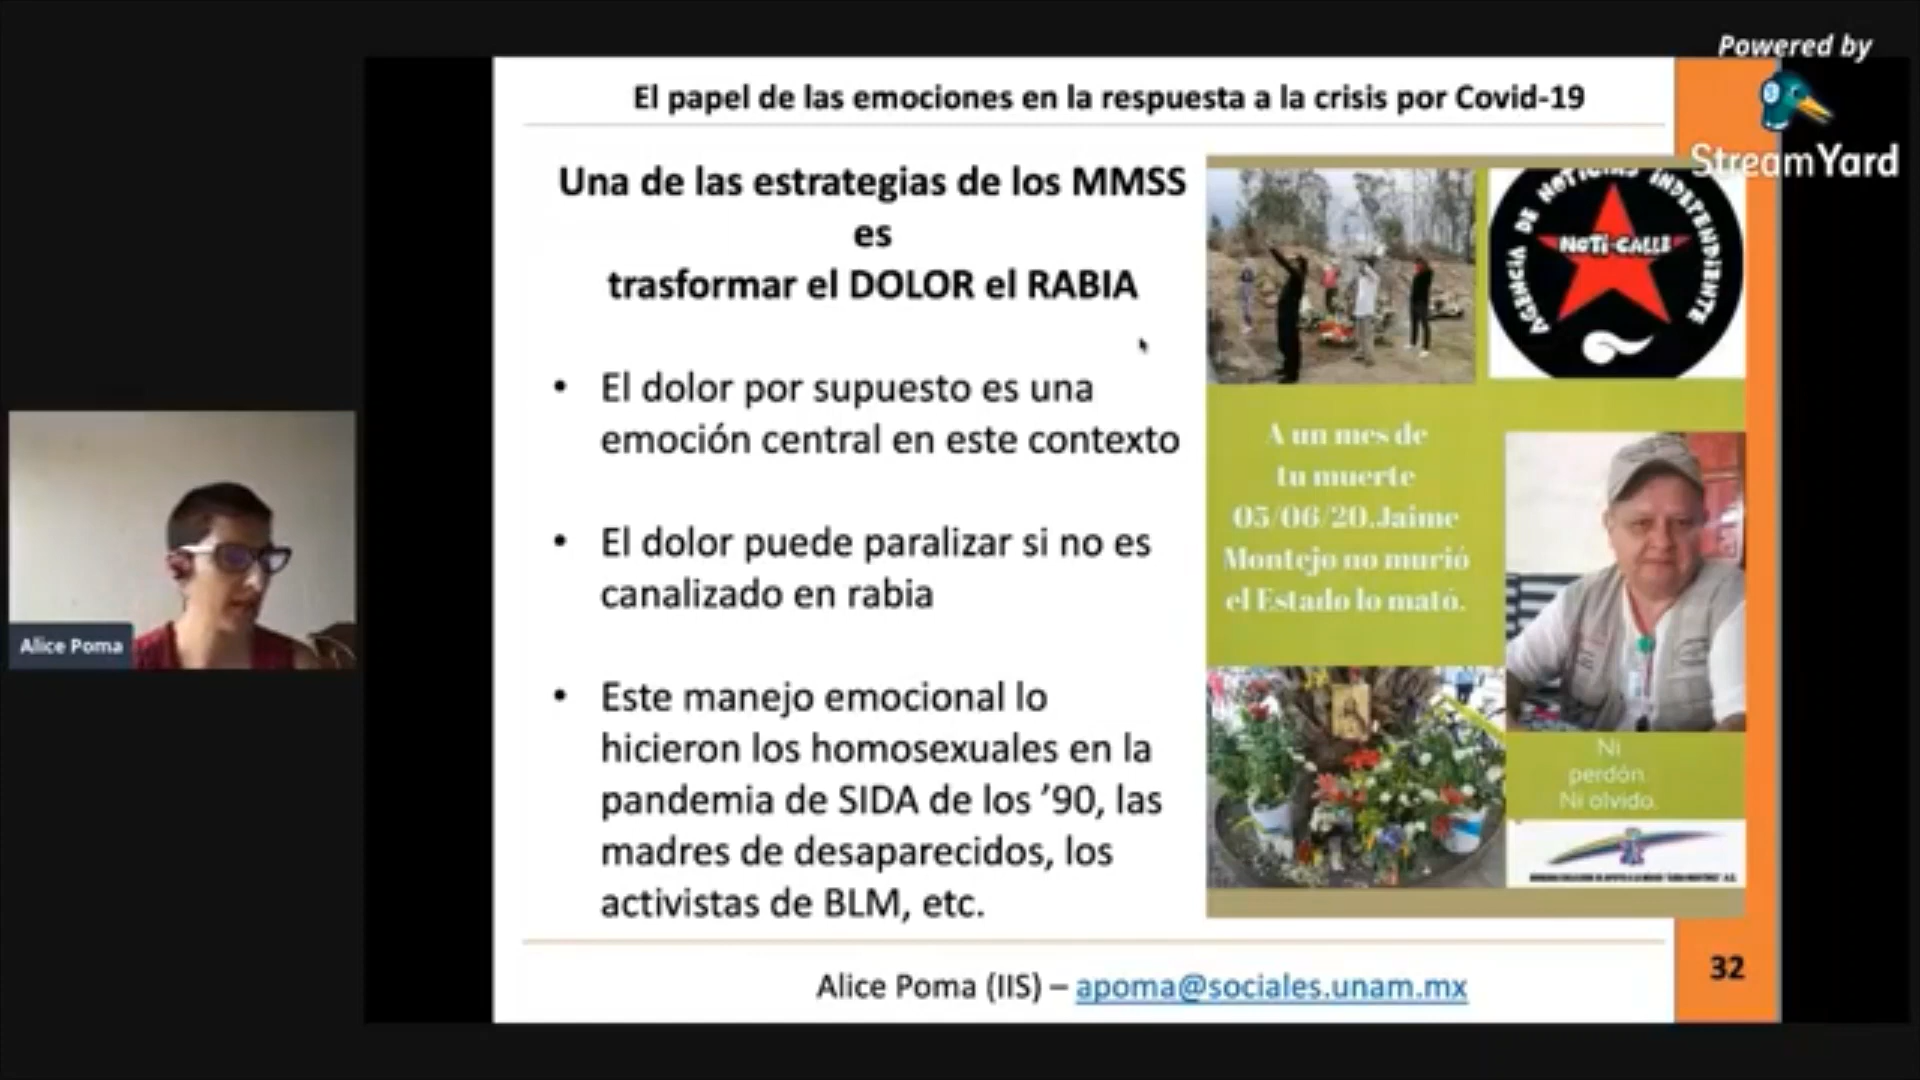 Powered by
StreamYard
El papel de las emociones en la respuesta a la crisis por Covid-19
Una de las estrategias de los MMSS
es
trasformar el DOLOR el RABIA
• El dolor por supuesto es una
emoción central en este contexto
• El dolor puede paralizar si no es
canalizado en rabia
• Este manejo emocional lo
hicieron los homosexuales en la
pandemia de SIDA de los ’90, las
madres de desaparecidos, los
activistas de BLM, etc.
AGENCIA DE NOTICIAS INDEPENDIENTE
NOTI-CALLE
A un mes de
tu muerte
05/06/20.Jaime
Montejo no murió
el Estado lo mató.
Ni
perdón.
Ni olvido.
Alice Poma
Alice Poma (IIS) – apoma@sociales.unam.mx
32